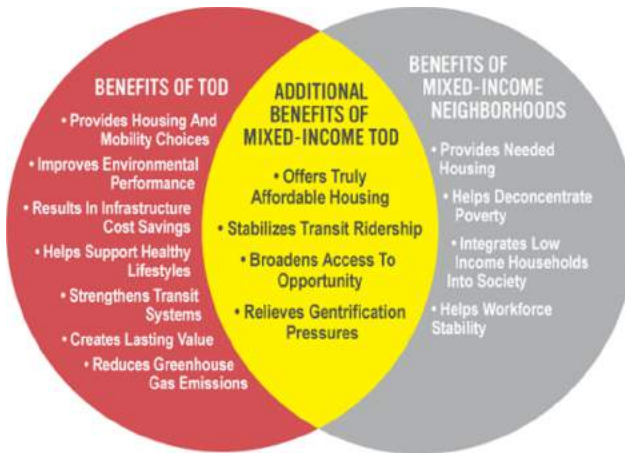 BENEFITS OF TOD
• Provides Housing And
Mobility Choices
• Improves Environmental
Performance
• Results In Infrastructure
Cost Savings
• Helps Support Healthy
Lifestyles
• Strengthens Transit
Systems
• Creates Lasting Value
• Reduces Greenhouse
Gas Emissions
ADDITIONAL
BENEFITS OF
MIXED-INCOME TOD
• Offers Truly
Affordable Housing
• Stabilizes Transit Ridership
• Broadens Access To
Opportunity
• Relieves Gentrification
Pressures
BENEFITS OF
MIXED-INCOME
NEIGHBORHOODS
• Provides Needed
Housing
• Helps Deconcentrate
Poverty
• Integrates Low
Income Households
Into Society
• Helps Workforce
Stability